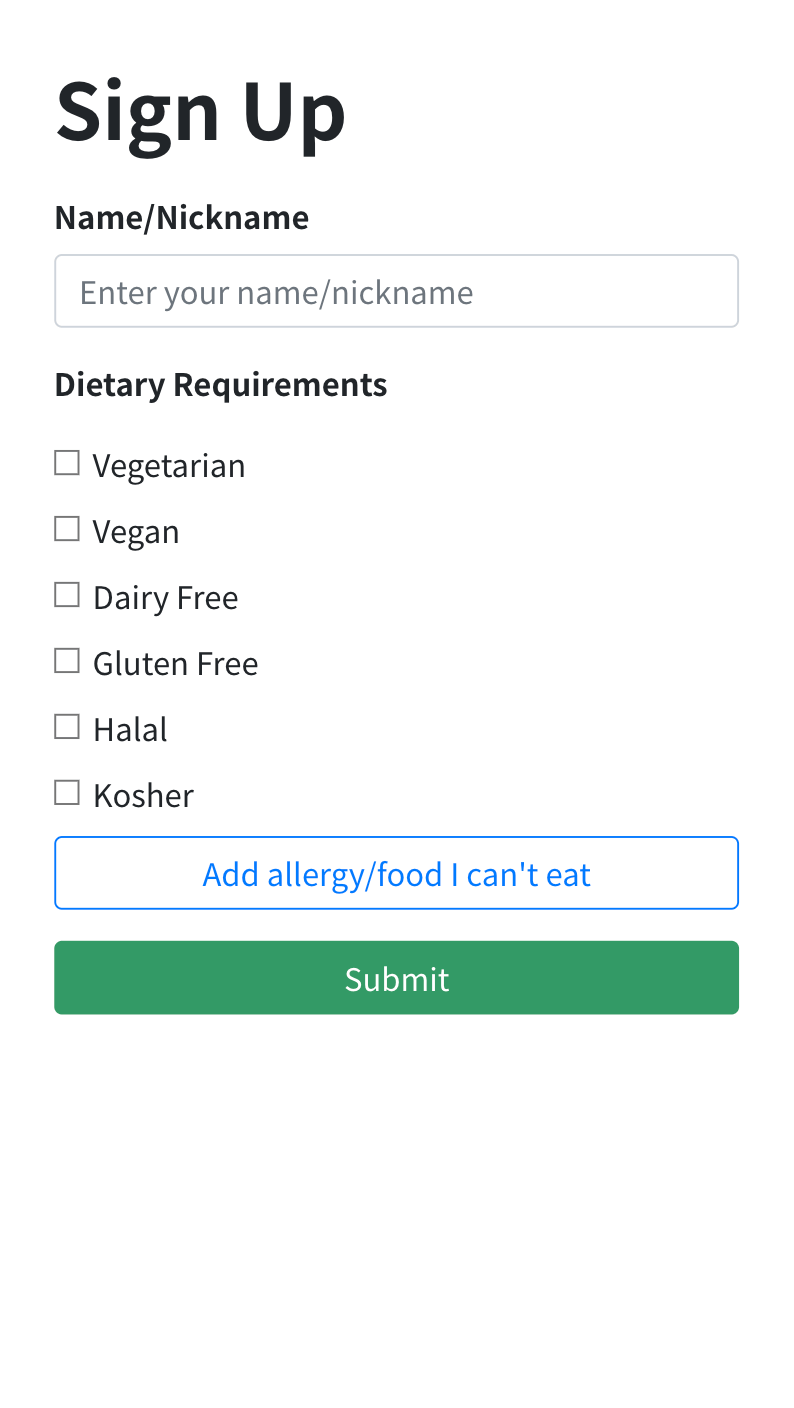 Sign Up
Name/Nickname
Enter your name/nickname
Dietary Requirements
Vegetarian
Vegan
Dairy Free
Gluten Free
Halal
Kosher
Add allergy/food I can't eat
Submit